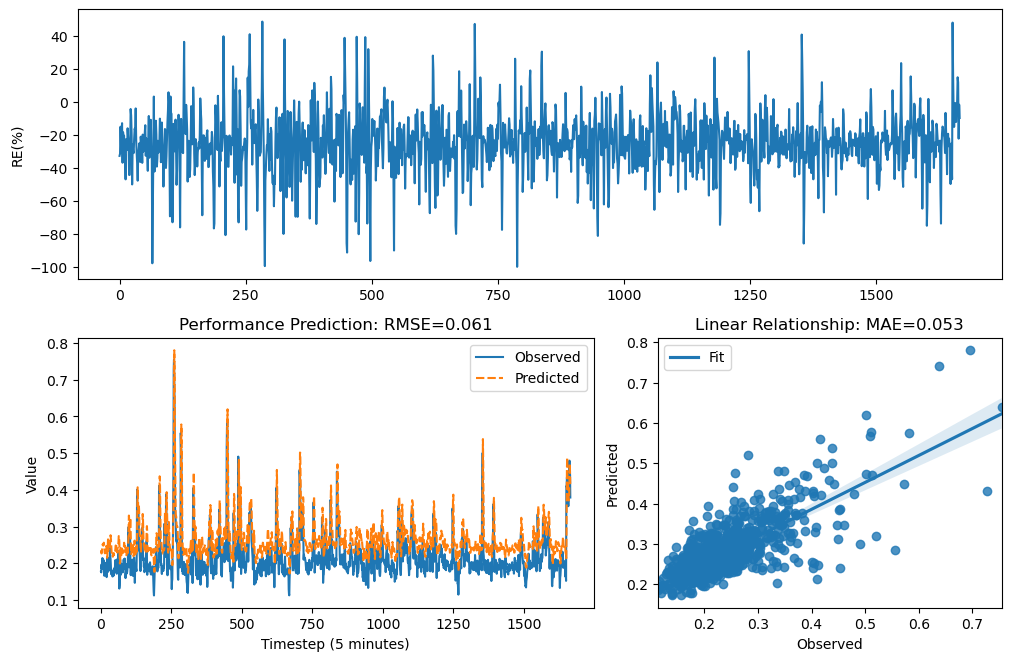 RE(%)
40
20
0
−20
−40
−60
−80
−100
0 250 500 750 1000 1250 1500
Performance Prediction: RMSE=0.061
Value
0.8
0.7
0.6
0.5
0.4
0.3
0.2
0.1
Observed
Predicted
0 250 500 750 1000 1250 1500
Timestep (5 minutes)
Linear Relationship: MAE=0.053
Predicted
0.8
0.7
0.6
0.5
0.4
0.3
0.2
Fit
0.2 0.3 0.4 0.5 0.6 0.7
Observed